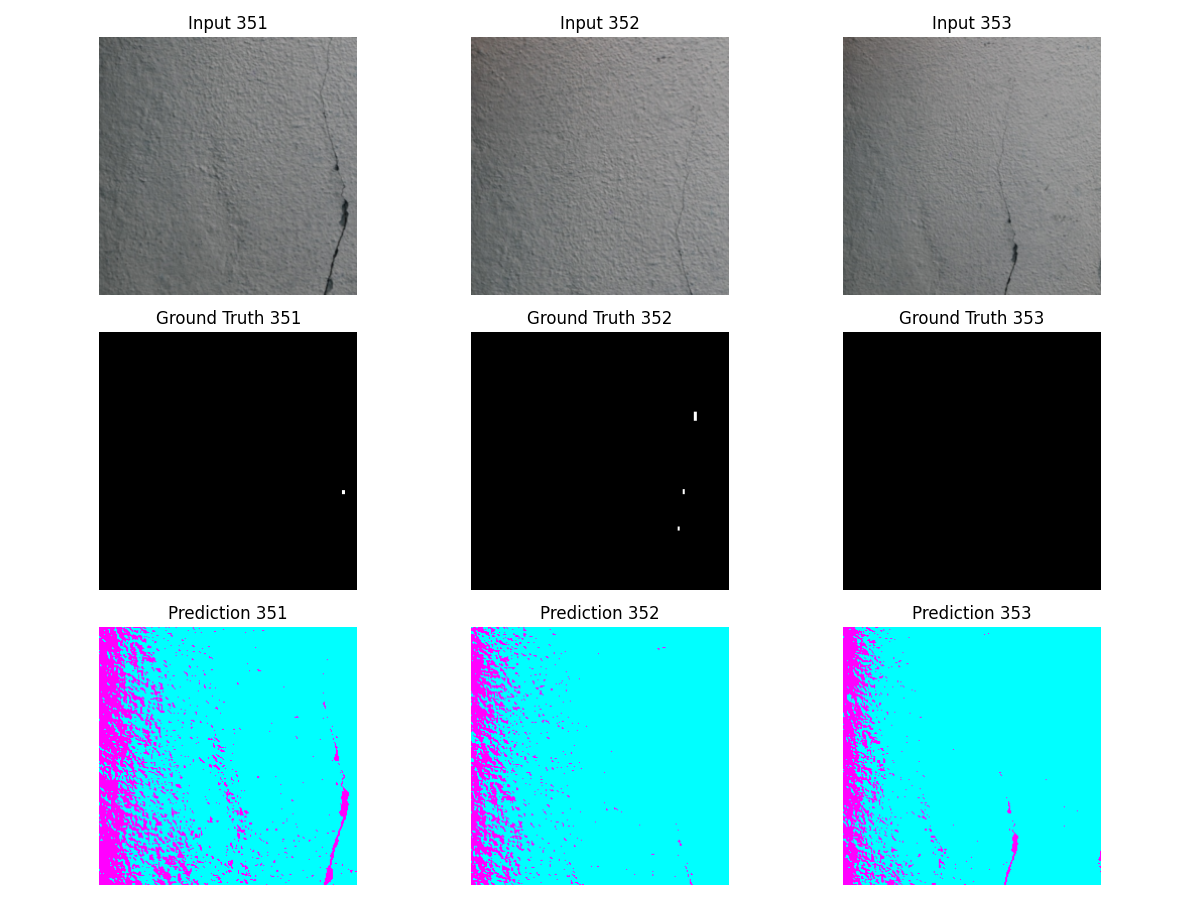 Input 351
Input 352
Input 353
Ground Truth 351
Ground Truth 352
Ground Truth 353
Prediction 351
Prediction 352
Prediction 353